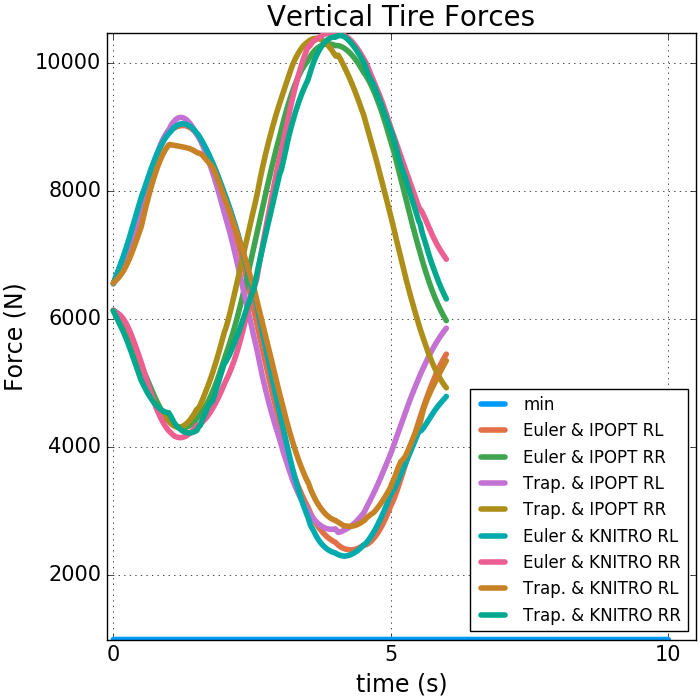 Vertical Tire Forces
10000
8000
6000
4000
2000
Force (N)
0
5
10
time (s)
min
Euler & IPOPT RL
Euler & IPOPT RR
Trap. & IPOPT RL
Trap. & IPOPT RR
Euler & KNITRO RL
Euler & KNITRO RR
Trap. & KNITRO RL
Trap. & KNITRO RR